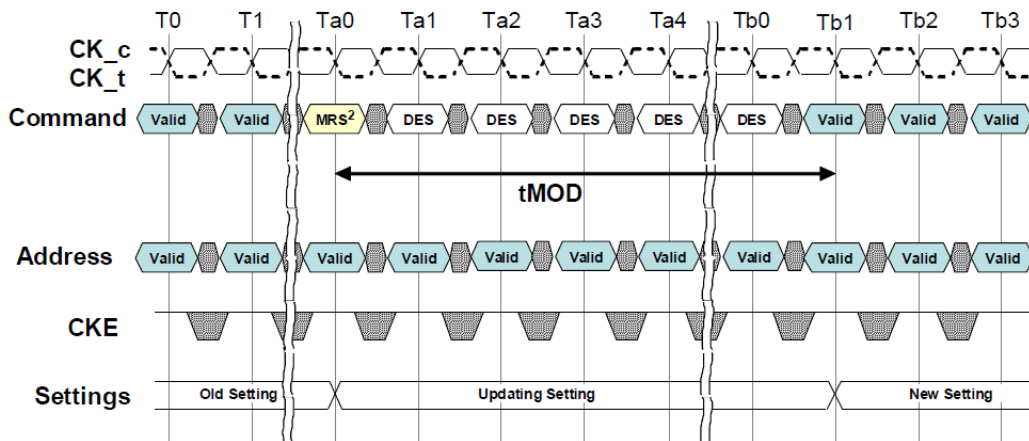 T0 T1 Ta0 Ta1 Ta2 Ta3 Ta4 Tb0 Tb1 Tb2 Tb3
CK_c
CK_t
Command Valid Valid MRS² DES DES DES DES DES Valid Valid Valid
tMOD
Address Valid Valid Valid Valid Valid Valid Valid Valid Valid Valid Valid
CKE
Settings Old Setting Updating Setting New Setting